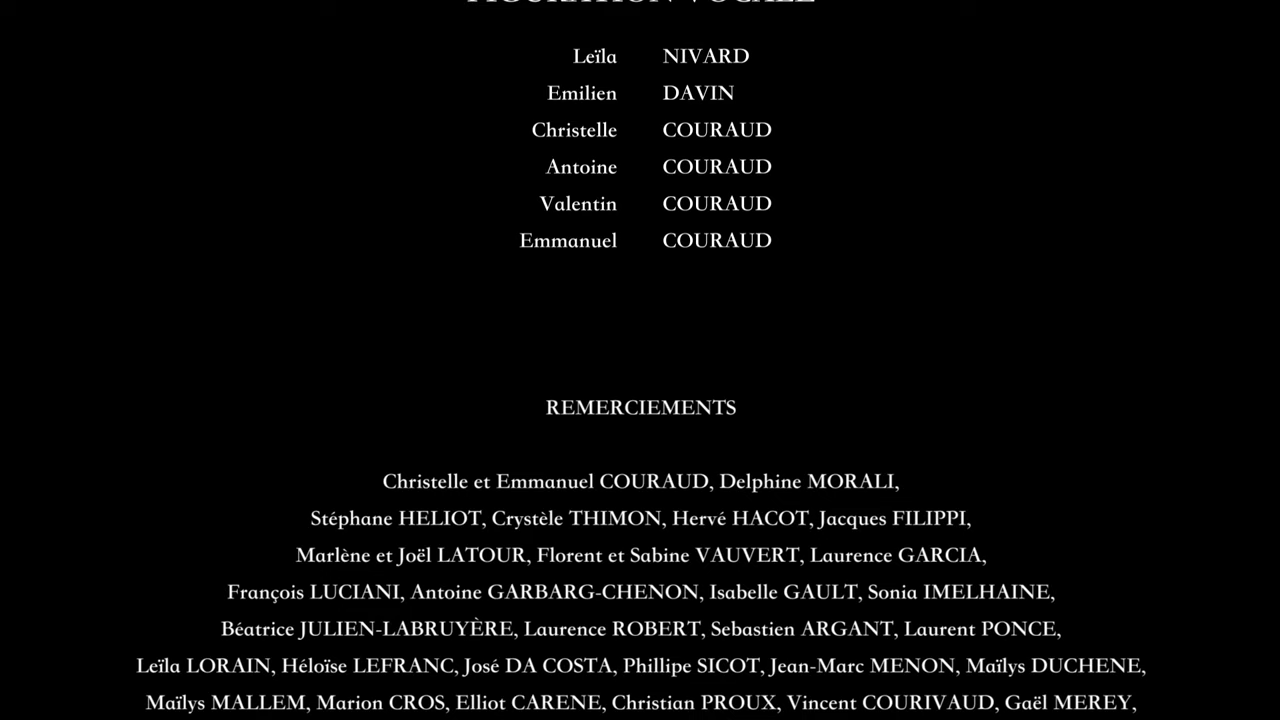 FIGURATION VOCALE
Leïla NIVARD
Emilien DAVIN
Christelle COURAUD
Antoine COURAUD
Valentin COURAUD
Emmanuel COURAUD
REMERCIEMENTS
Christelle et Emmanuel COURAUD, Delphine MORALI,
Stéphane HELIOT, Crystèle THIMON, Hervé HACOT, Jacques FILIPPI,
Marlène et Joël LATOUR, Florent et Sabine VAUVERT, Laurence GARCIA,
François LUCIANI, Antoine GARBARG-CHENON, Isabelle GAULT, Sonia IMELHAINE,
Béatrice JULIEN-LABRUYÈRE, Laurence ROBERT, Sebastien ARGANT, Laurent PONCE,
Leïla LORAIN, Héloïse LEFRANC, José DA COSTA, Phillipe SICOT, Jean-Marc MENON, Maïlys DUCHENE,
Maïlys MALLEM, Marion CROS, Elliot CARENE, Christian PROUX, Vincent COURIVAUD, Gaël MEREY,